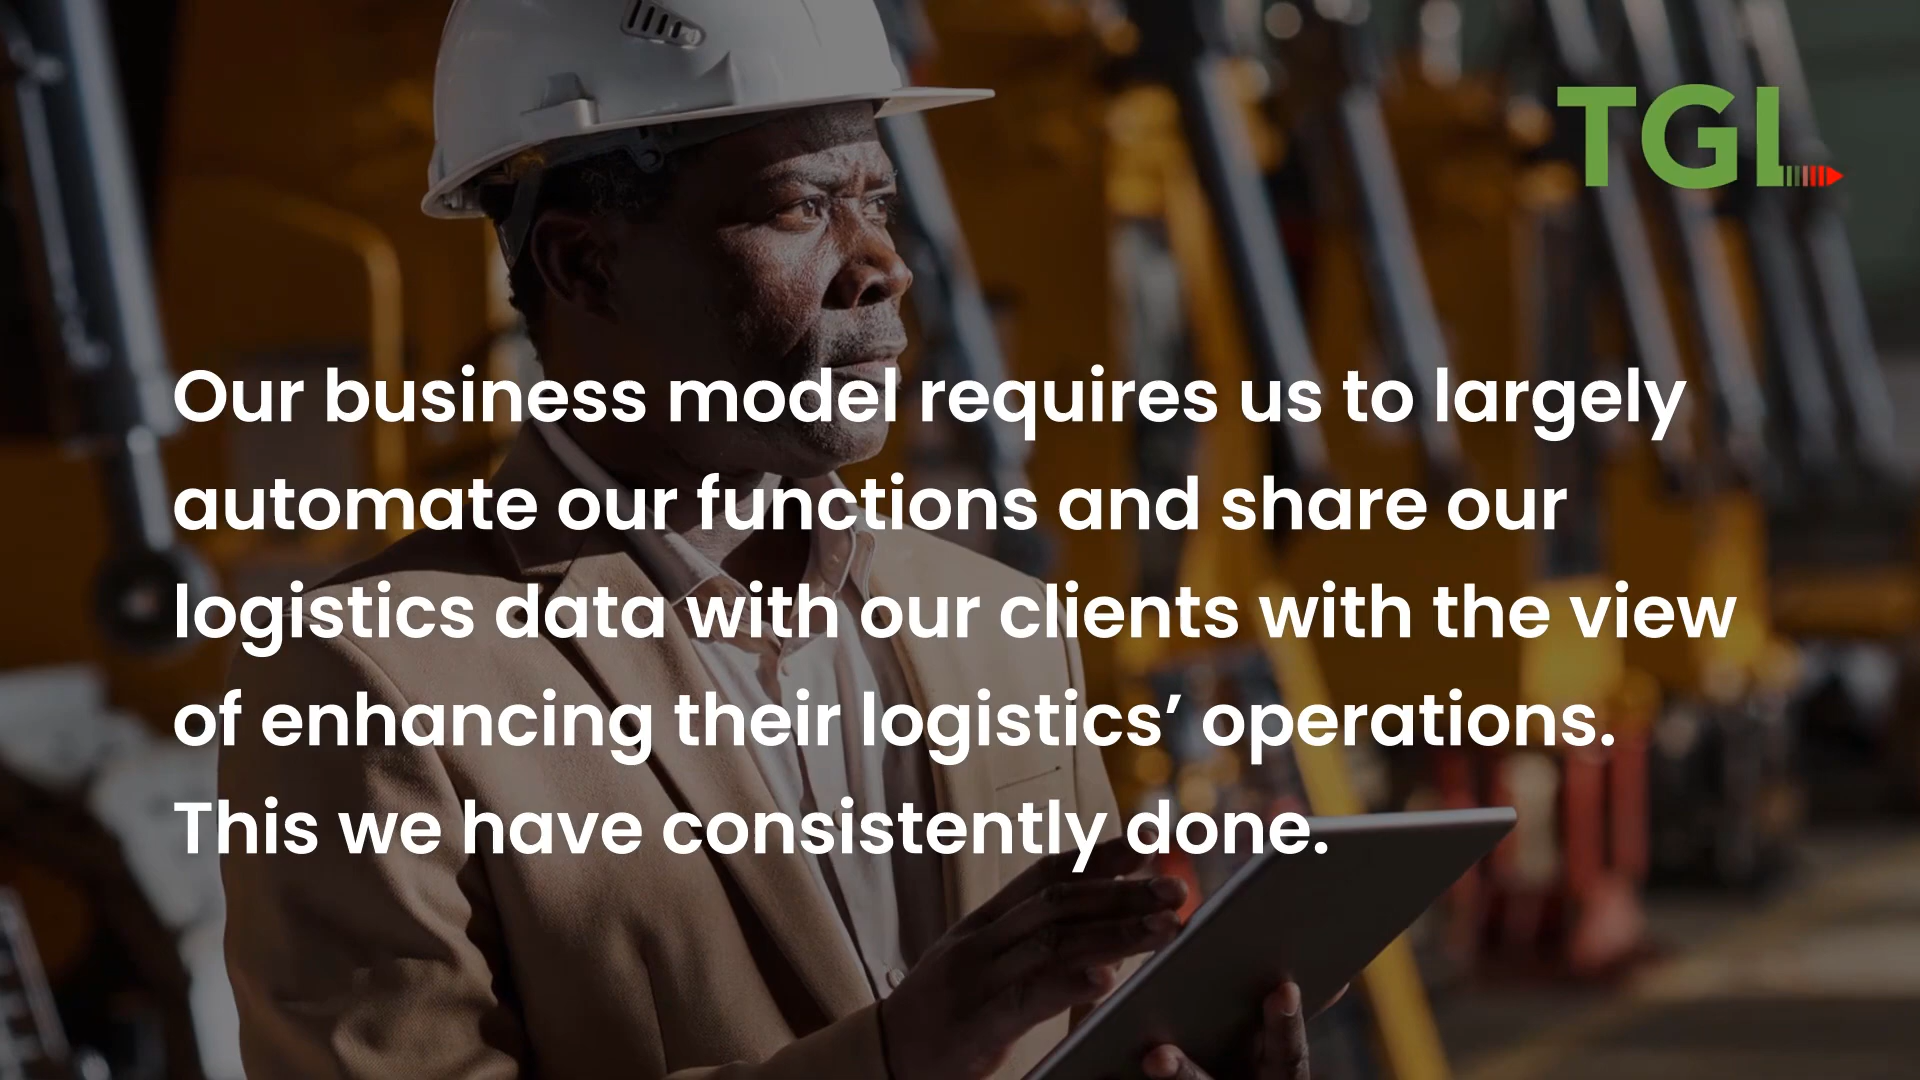 TGL
Our business model requires us to largely
automate our functions and share our
logistics data with our clients with the view
of enhancing their logistics’ operations.
This we have consistently done.